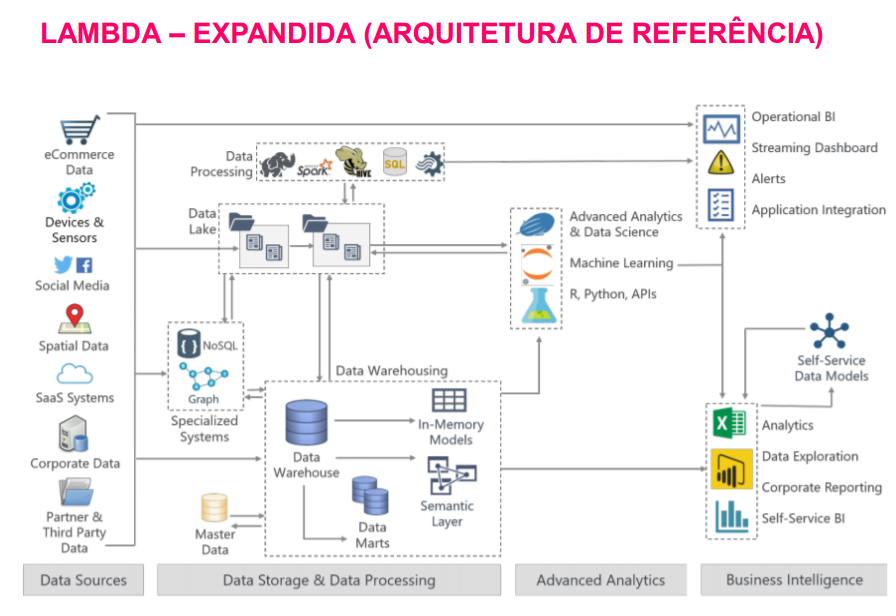 LAMBDA – EXPANDIDA (ARQUITETURA DE REFERÊNCIA)
eCommerce
Data
Devices &
Sensors
Social Media
Spatial Data
SaaS Systems
Corporate Data
Partner &
Third Party
Data
Data
Processing
Spark
HIVE
SQL
Data
Lake
NoSQL
Graph
Specialized
Systems
Master
Data
Data Warehousing
Data
Warehouse
In-Memory
Models
Semantic
Layer
Data
Marts
Advanced Analytics
& Data Science
Machine Learning
R, Python, APIs
Operational BI
Streaming Dashboard
Alerts
Application Integration
Self-Service
Data Models
X
Analytics
Data Exploration
Corporate Reporting
Self-Service BI
Data Sources
Data Storage & Data Processing
Advanced Analytics
Business Intelligence